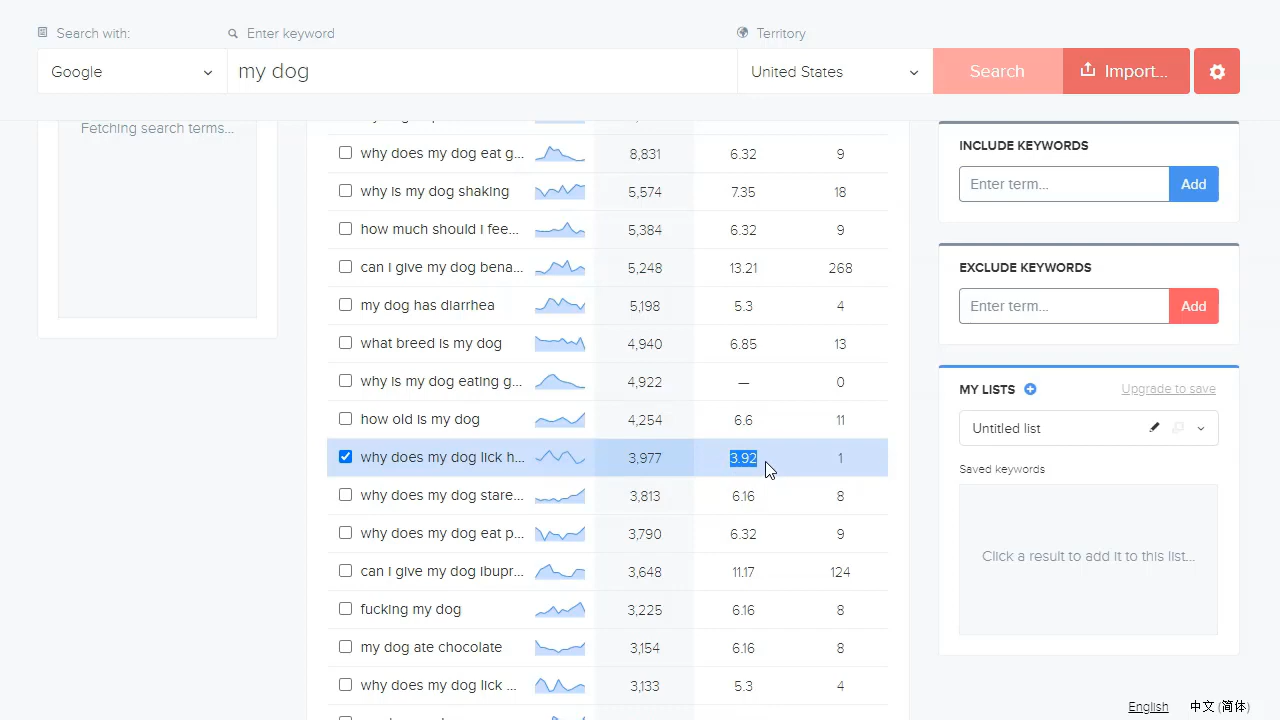 Search with:
Enter keyword
Territory
Google
my dog
United States
Search
Import...
Fetching search terms...
why does my dog eat g... 8,831 6.32 9
why is my dog shaking 5,574 7.35 18
how much should I fee... 5,384 6.32 9
can I give my dog bena... 5,248 13.21 268
my dog has diarrhea 5,198 5.3 4
what breed is my dog 4,940 6.85 13
why is my dog eating g... 4,922 — 0
how old is my dog 4,254 6.6 11
why does my dog lick h... 3,977 3.92 1
why does my dog stare... 3,813 6.16 8
why does my dog eat p... 3,790 6.32 9
can I give my dog Ibupr... 3,648 11.17 124
fucking my dog 3,225 6.16 8
my dog ate chocolate 3,154 6.16 8
why does my dog lick ... 3,133 5.3 4
INCLUDE KEYWORDS
Enter term...
Add
EXCLUDE KEYWORDS
Enter term...
Add
MY LISTS
Upgrade to save
Untitled list
Saved keywords
Click a result to add it to this list...
English
中文 (简体)